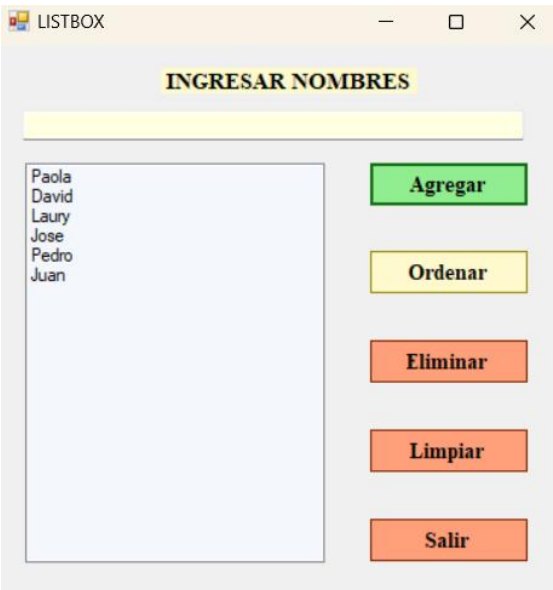 LISTBOX
INGRESAR NOMBRES
Paola
David
Laury
Jose
Pedro
Juan
Agregar
Ordenar
Eliminar
Limpiar
Salir